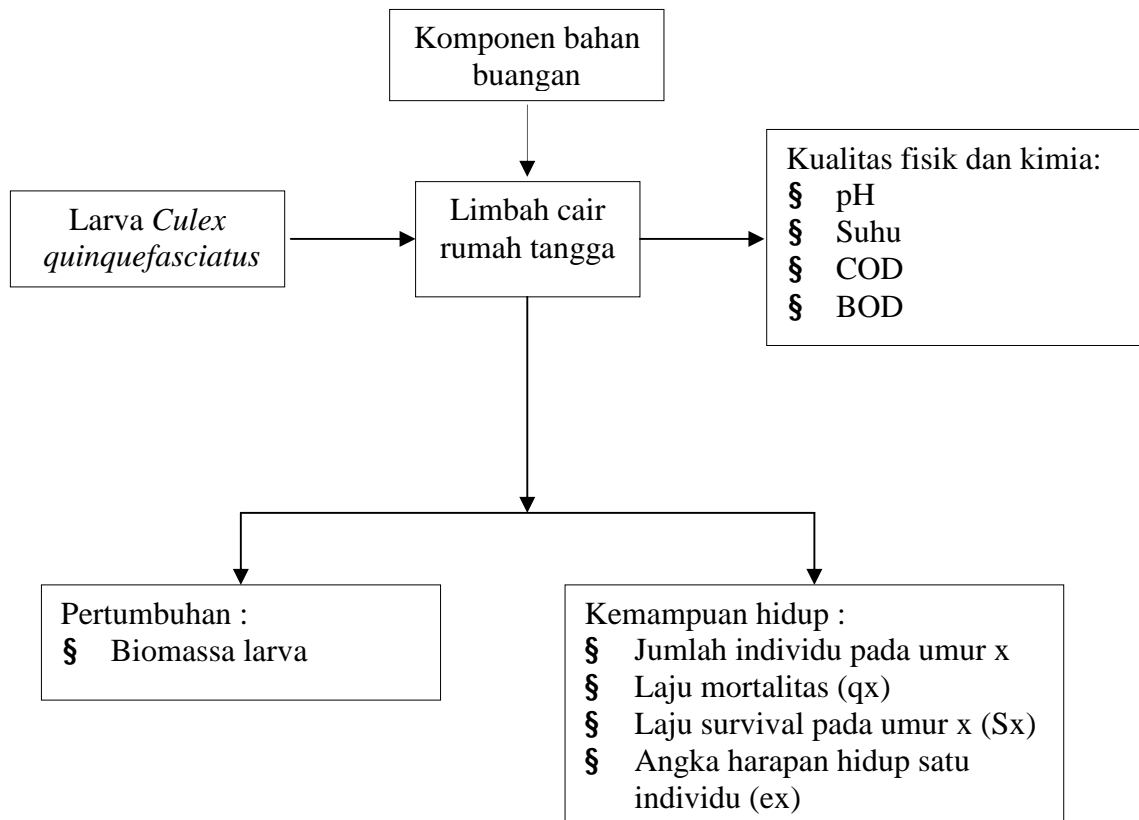 Komponen bahan
buangan
Larva Culex
quinquefasciatus
Limbah cair
rumah tangga
Kualitas fisik dan kimia:
§ pH
§ Suhu
§ COD
§ BOD
Pertumbuhan :
§ Biomassa larva
Kemampuan hidup :
§ Jumlah individu pada umur x
§ Laju mortalitas (qx)
§ Laju survival pada umur x (Sx)
§ Angka harapan hidup satu
individu (ex)